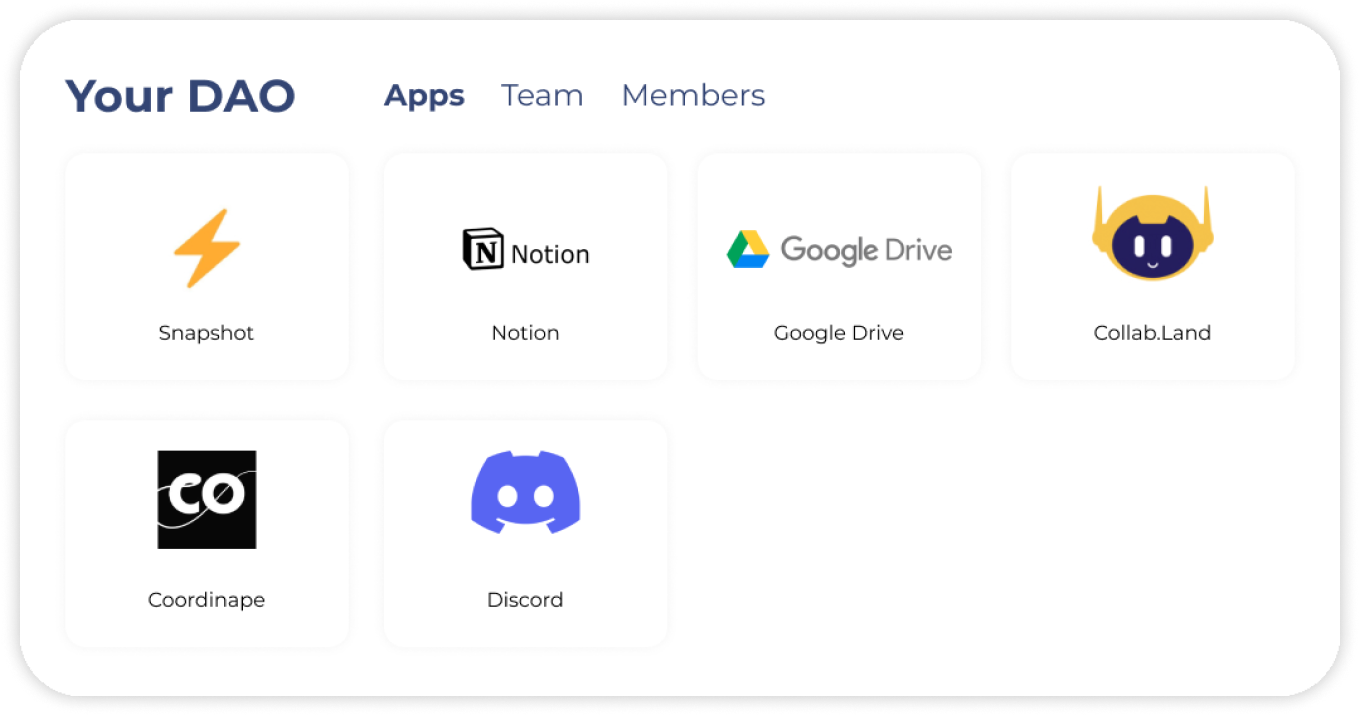 Your DAO Apps Team Members
Notion
Google Drive
Snapshot
Notion
Google Drive
Collab.Land
CO
Coordinape
Discord